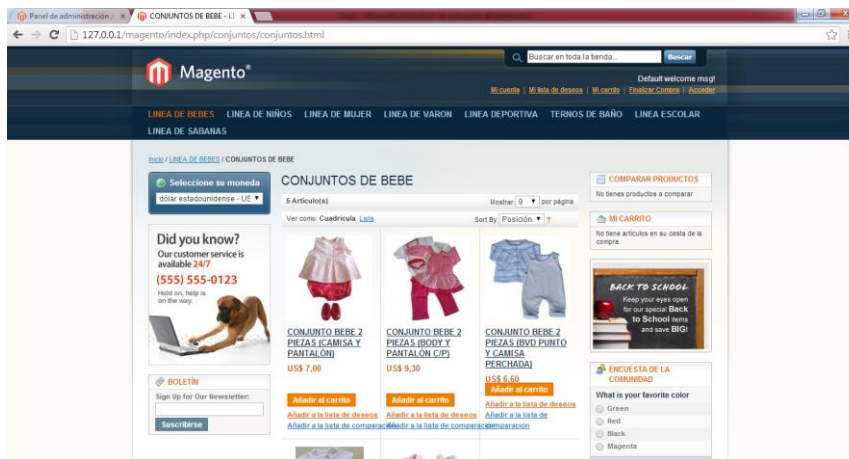 Panel de administración /
CONJUNTOS DE BEBE - LI
127.0.0.1/magento/index.php/conjuntos/conjuntos.html
Magento®
Buscar en toda la tienda...
Buscar
Default welcome msg!
Mi cuenta | Mi lista de deseos | Mi carrito | Finalizar Compra | Acceder
LINEA DE BEBES LINEA DE NIÑOS LINEA DE MUJER LINEA DE VARON LINEA DEPORTIVA TERNOS DE BAÑO LINEA ESCOLAR
LINEA DE SABANAS
Inicio / LINEA DE BEBES / CONJUNTOS DE BEBE
Seleccione su moneda
dólar estadounidense - US
Did you know?
Our customer service is
available 24/7
(555) 555-0123
Hold on, help is
on the way.
BOLETÍN
Sign Up for Our Newsletter:
Suscribirse
CONJUNTOS DE BEBE
5 Artículo(s)
Mostrar 9 por página
Ver como: Cuadrícula Lista
Sort By Posición
CONJUNTO BEBE 2
PIEZAS (CAMISA Y
PANTALÓN)
US$ 7,00
Añadir al carrito
Añadir a la lista de deseos
Añadir a la lista de comparación
CONJUNTO BEBE 2
PIEZAS (BODY Y
PANTALÓN C/P)
US$ 9,30
Añadir al carrito
Añadir a la lista de deseos
Añadir a la lista de comparación
CONJUNTO BEBE 2
PIEZAS (BVD PUNTO
Y CAMISA
PERCHADA)
US$ 6,60
Añadir al carrito
Añadir a la lista de deseos
Añadir a la lista de
comparación
COMPARAR PRODUCTOS
No tienes productos a comparar
MI CARRITO
No tiene artículos en su cesta de la
compra.
BACK TO SCHOOL
Keep your eyes open
for our special Back
to School items
and save BIG!
ENCUESTA DE LA
COMUNIDAD
What is your favorite color
Green
Red
Black
Magenta